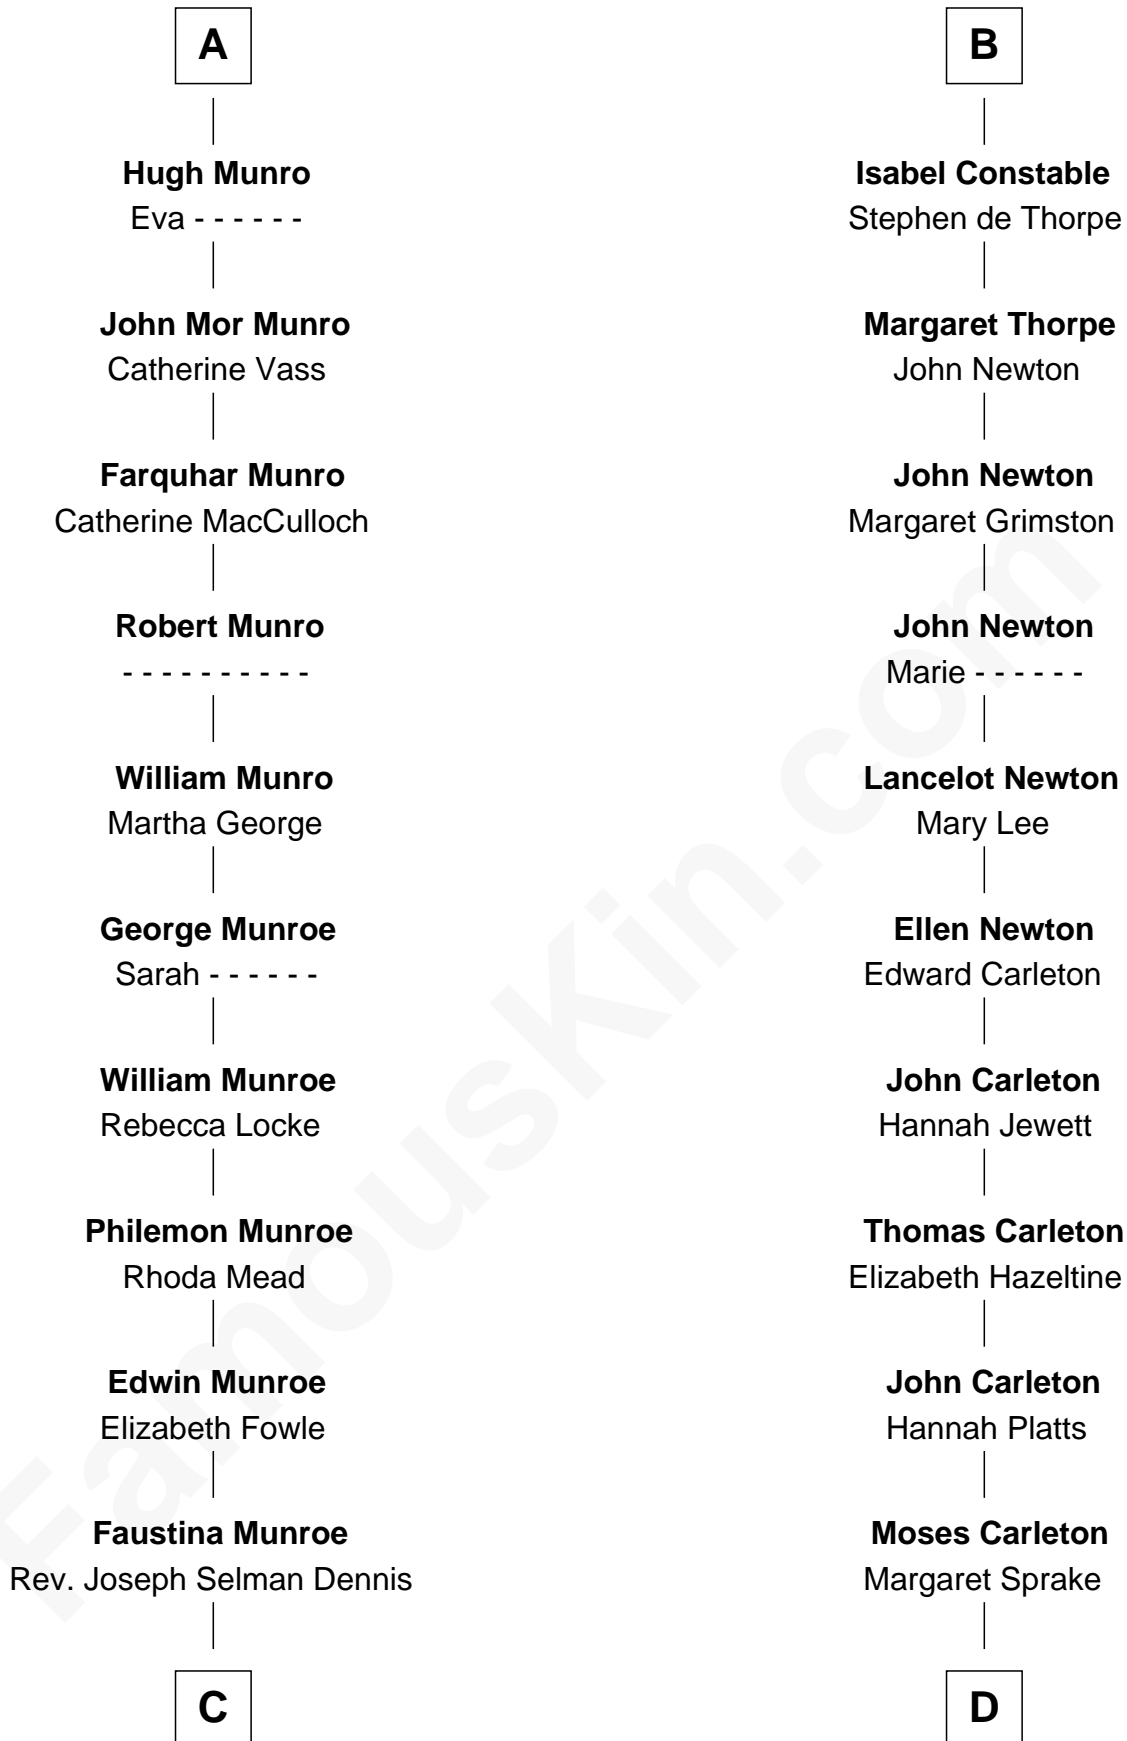 A
Hugh Munro
Eva - - - - - -
John Mor Munro
Catherine Vass
Farquhar Munro
Catherine MacCulloch
Robert Munro
- - - - - - - - - -
William Munro
Martha George
George Munroe
Sarah - - - - - -
William Munroe
Rebecca Locke
Philemon Munroe
Rhoda Mead
Edwin Munroe
Elizabeth Fowle
Faustina Munroe
Rev. Joseph Selman Dennis
C
B
Isabel Constable
Stephen de Thorpe
Margaret Thorpe
John Newton
John Newton
Margaret Grimston
John Newton
Marie - - - - - -
Lancelot Newton
Mary Lee
Ellen Newton
Edward Carleton
John Carleton
Hannah Jewett
Thomas Carleton
Elizabeth Hazeltine
John Carleton
Hannah Platts
Moses Carleton
Margaret Sprake
D
FamousKin.com